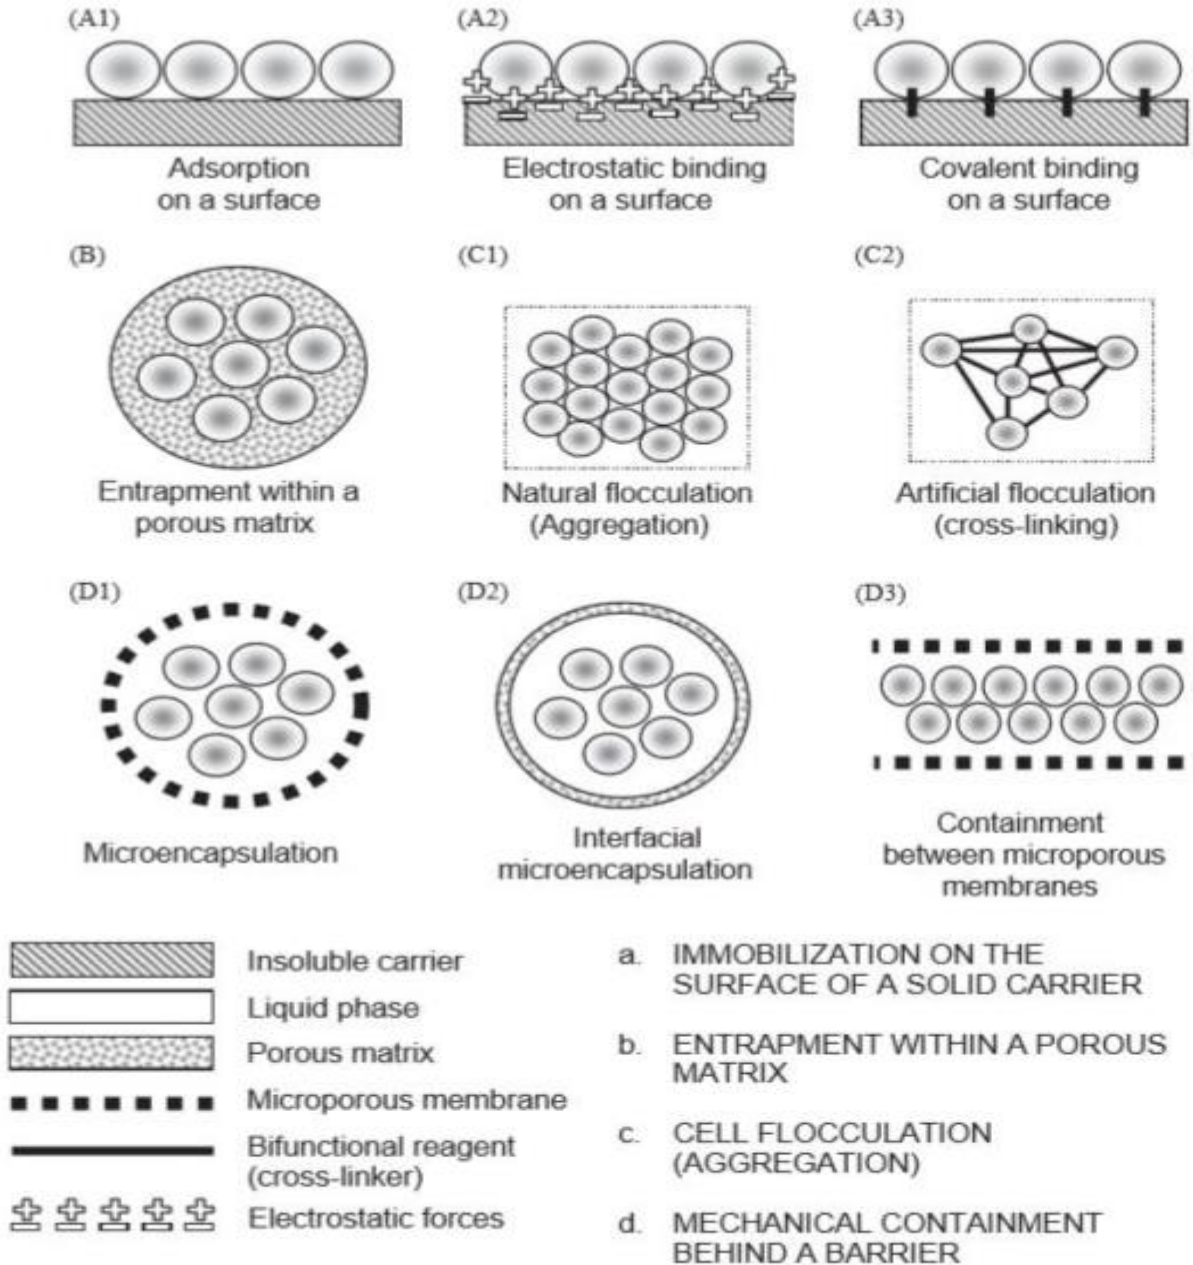 (A1)
(A2)
(A3)
Adsorption
on a surface
Electrostatic binding
on a surface
Covalent binding
on a surface
(B)
(C1)
(C2)
Entrapment within a
porous matrix
Natural flocculation
(Aggregation)
Artificial flocculation
(cross-linking)
(D1)
(D2)
(D3)
Microencapsulation
Interfacial
microencapsulation
Containment
between microporous
membranes
Insoluble carrier
Liquid phase
Porous matrix
Microporous membrane
Bifunctional reagent
(cross-linker)
Electrostatic forces
a. IMMOBILIZATION ON THE
SURFACE OF A SOLID CARRIER
b. ENTRAPMENT WITHIN A POROUS
MATRIX
c. CELL FLOCCULATION
(AGGREGATION)
d. MECHANICAL CONTAINMENT
BEHIND A BARRIER